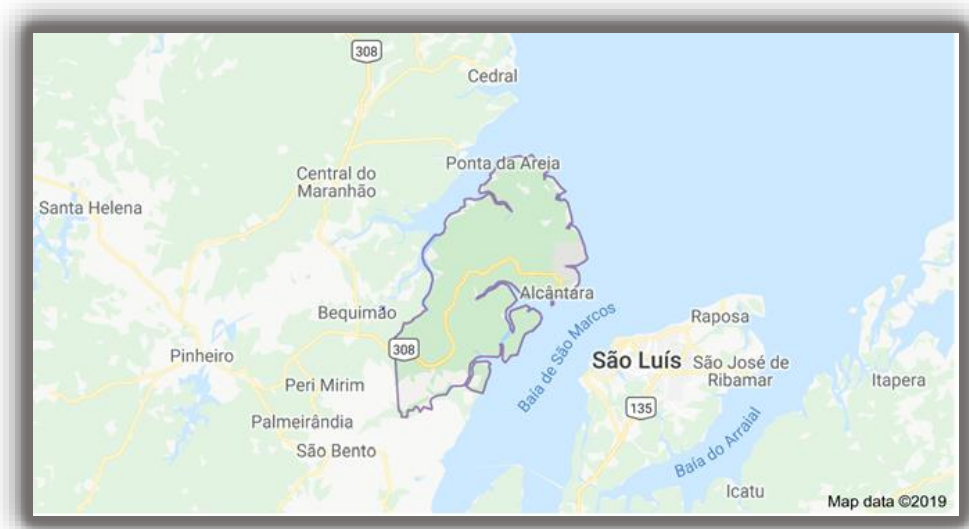 308
Cedral
Ponta da Areia
Central do
Maranhão
Santa Helena
Alcântara
Bequimão
308
Pinheiro
Peri Mirim
Palmeirândia
São Bento
Baía de São Marcos
Raposa
São Luís
São José de
Ribamar
Itapera
135
Baía do Arraial
Icatu
Map data ©2019